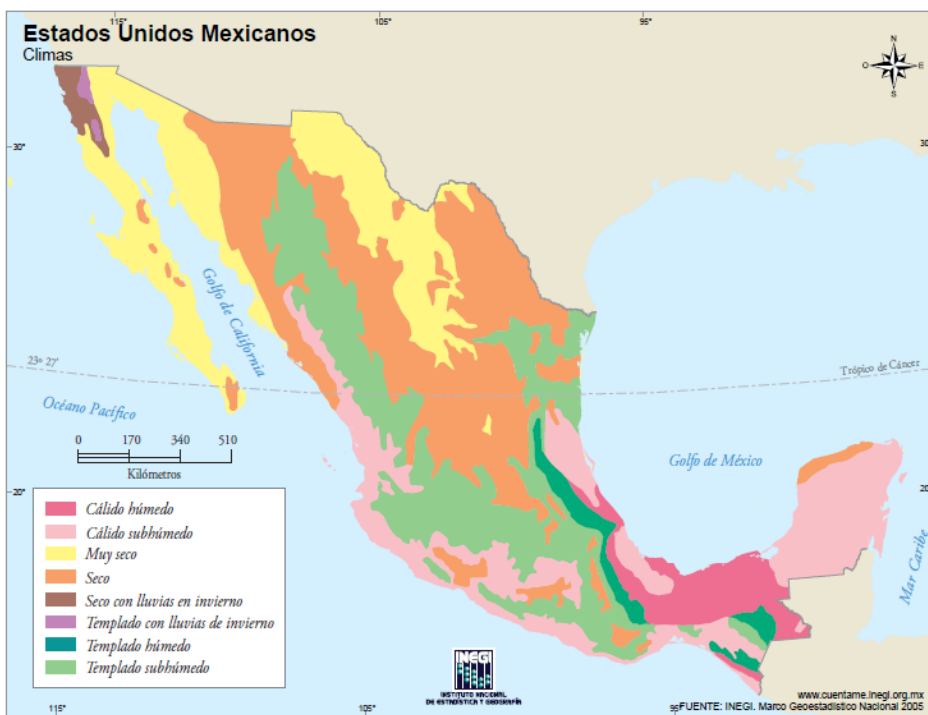 115°
105°
95°
Estados Unidos Mexicanos
Climas
N
O
E
S
30°
30
Golfo de California
23° 27'
Trópico de Cáncer
Océano Pacífico
0 170 340 510
Kilómetros
Golfo de México
20°
20
Mar Caribe
Cálido húmedo
Cálido subhúmedo
Muy seco
Seco
Seco con lluvias en invierno
Templado con lluvias de invierno
Templado húmedo
Templado subhúmedo
INEGI
INSTITUTO NACIONAL
DE ESTADÍSTICA Y GEOGRAFÍA
www.cuentame.inegi.org.mx
FUENTE: INEGI. Marco Geoestadístico Nacional 2005
115°
105°
95°